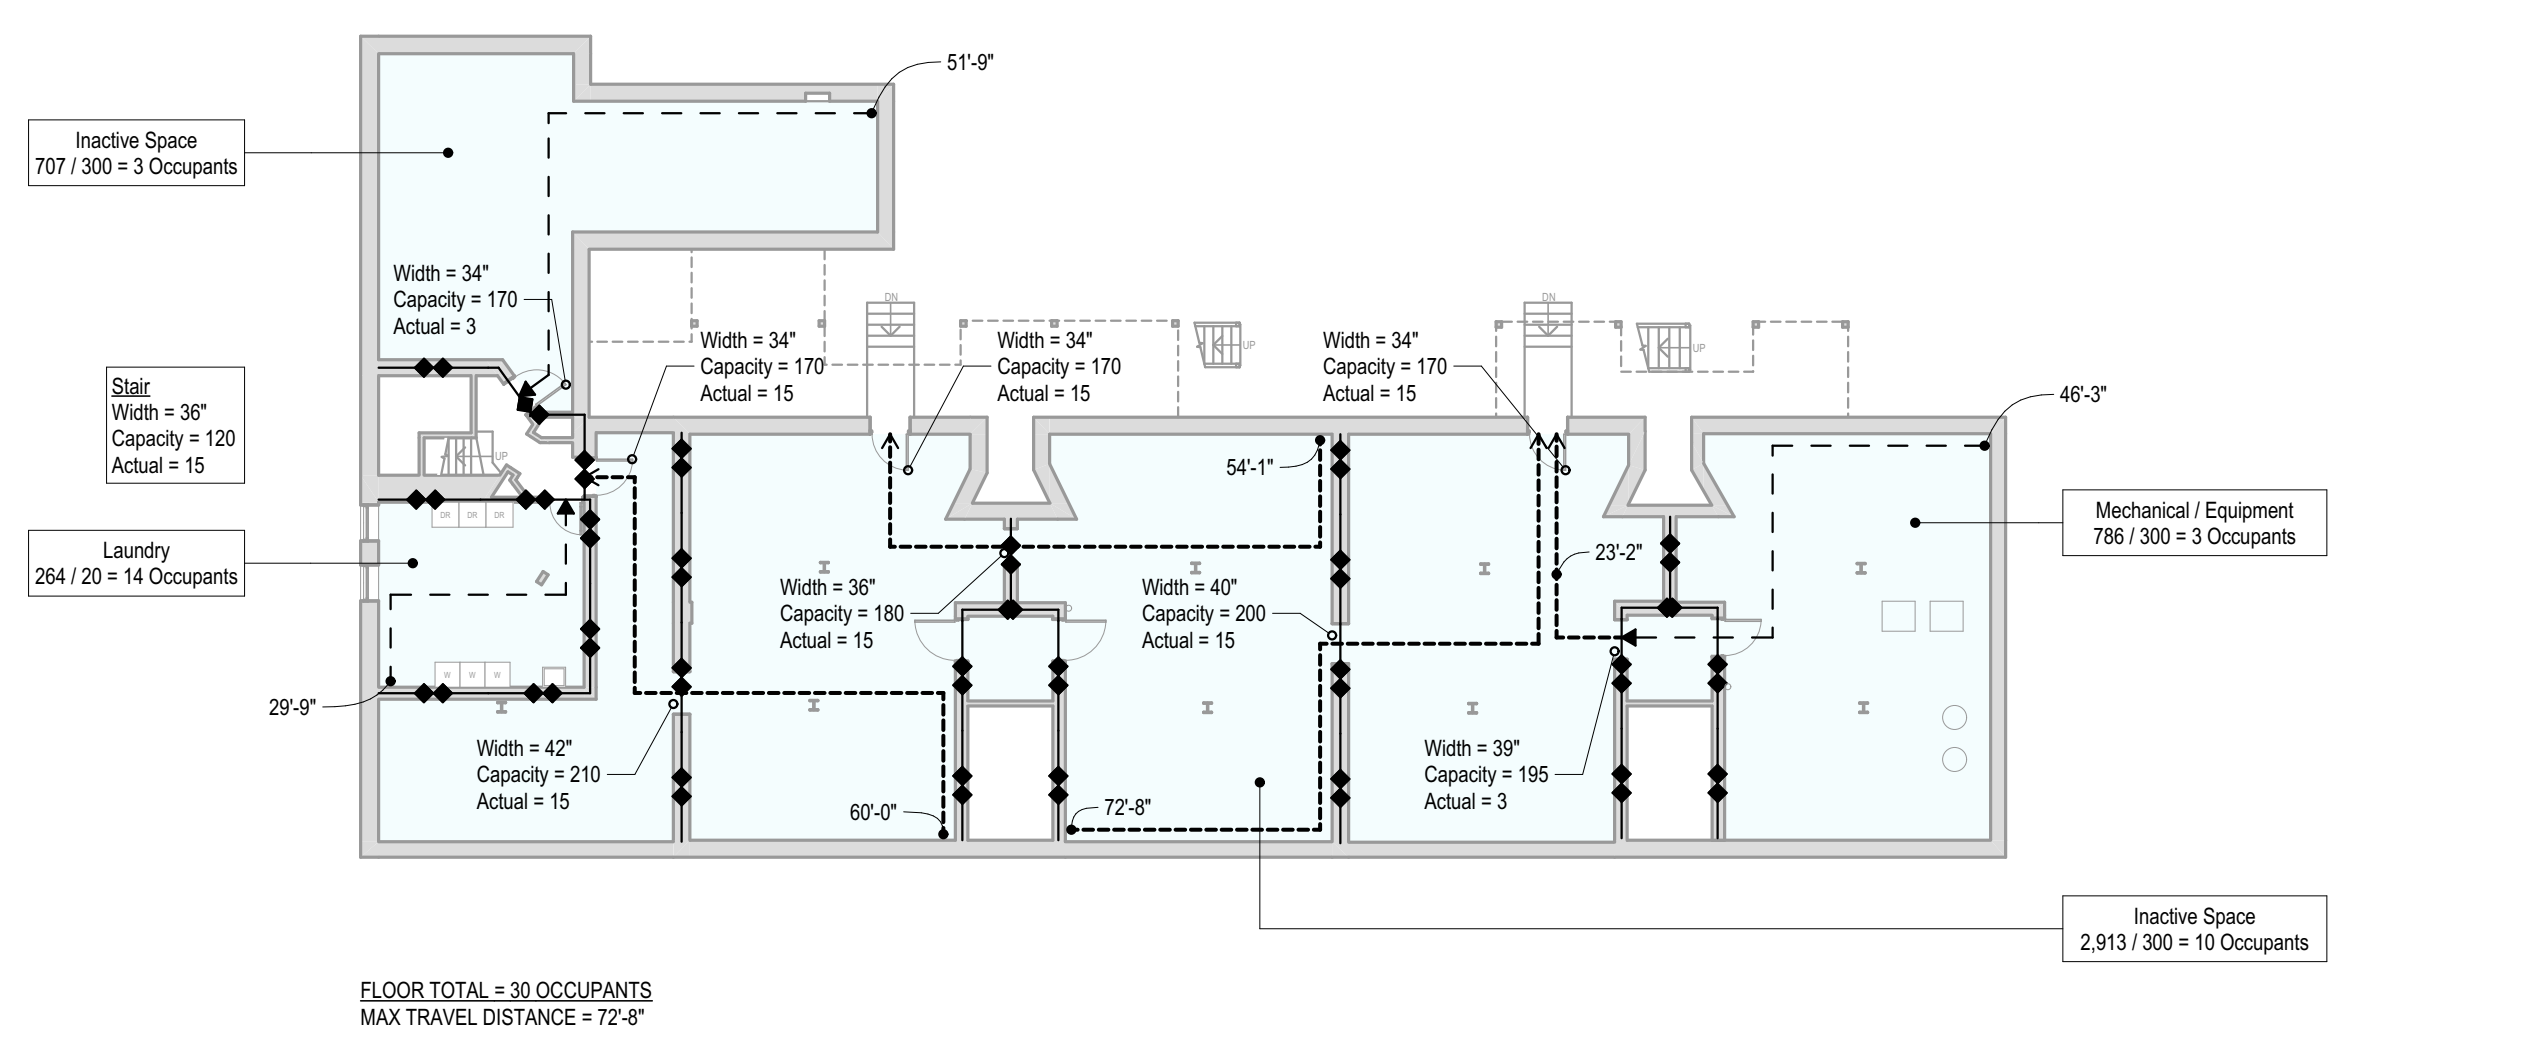 51'-9"
Inactive Space
707 / 300 = 3 Occupants
Width = 34"
Capacity = 170
Actual = 3
DN
DN
Width = 34"
Capacity = 170
Actual = 15
Width = 34"
Capacity = 170
Actual = 15
UP
Width = 34"
Capacity = 170
Actual = 15
UP
Stair
Width = 36"
Capacity = 120
Actual = 15
46'-3"
UP
54'-1"
DR
DR
DR
Mechanical / Equipment
786 / 300 = 3 Occupants
Laundry
264 / 20 = 14 Occupants
23'-2"
Width = 36"
Capacity = 180
Actual = 15
Width = 40"
Capacity = 200
Actual = 15
W
W
W
29'-9"
Width = 42"
Capacity = 210
Actual = 15
Width = 39"
Capacity = 195
Actual = 3
60'-0"
72'-8"
Inactive Space
2,913 / 300 = 10 Occupants
FLOOR TOTAL = 30 OCCUPANTS
MAX TRAVEL DISTANCE = 72'-8"